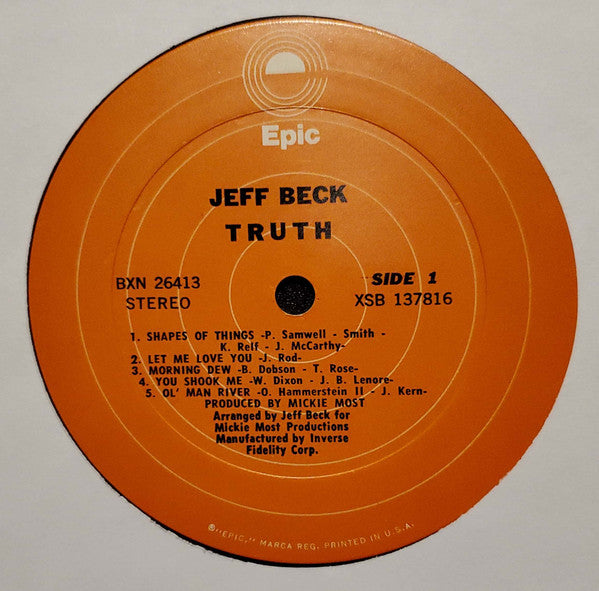 Epic
JEFF BECK
TRUTH
BXN 26413
STEREO
SIDE 1
XSB 137816
1. SHAPES OF THINGS -P. Samwell - Smith -
K. Relf - J. McCarthy-
2. LET ME LOVE YOU -J. Rod-
3. MORNING DEW -B. Dobson - T. Rose-
4. YOU SHOOK ME -W. Dixon - J. B. Lenore-
5. OL' MAN RIVER -O. Hammerstein II - J. Kern-
PRODUCED BY MICKIE MOST
Arranged by Jeff Beck for
Mickie Most Productions
Manufactured by Inverse
Fidelity Corp.
®"EPIC," MARCA REG. PRINTED IN U.S.A.